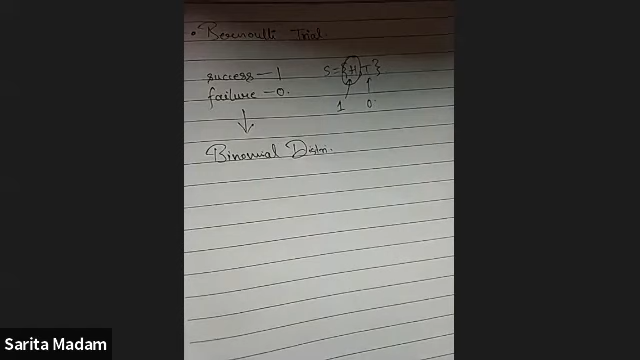 • Bernoulli Trial
success – 1 S = {H, T}
failure – 0. 1 0.
Binomial Distn.
Sarita Madam